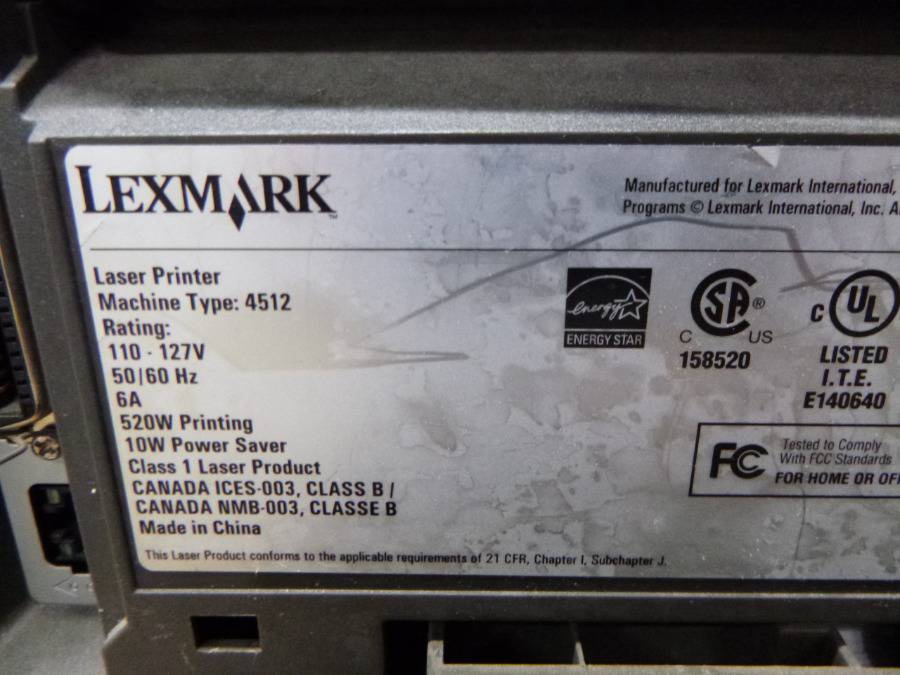 LEXMARK™
Manufactured for Lexmark International,
Programs © Lexmark International, Inc.
Laser Printer
Machine Type: 4512
Rating:
110 - 127V
50/60 Hz
6A
520W Printing
10W Power Saver
Class 1 Laser Product
CANADA ICES-003, CLASS B /
CANADA NMB-003, CLASSE B
Made in China
energy
ENERGY STAR
SA ®
C US
158520
C UL
LISTED
I.T.E.
E140640
FC
Tested to Comply
With FCC Standards
FOR HOME OR
This Laser Product conforms to the applicable requirements of 21 CFR, Chapter I, Subchapter J.